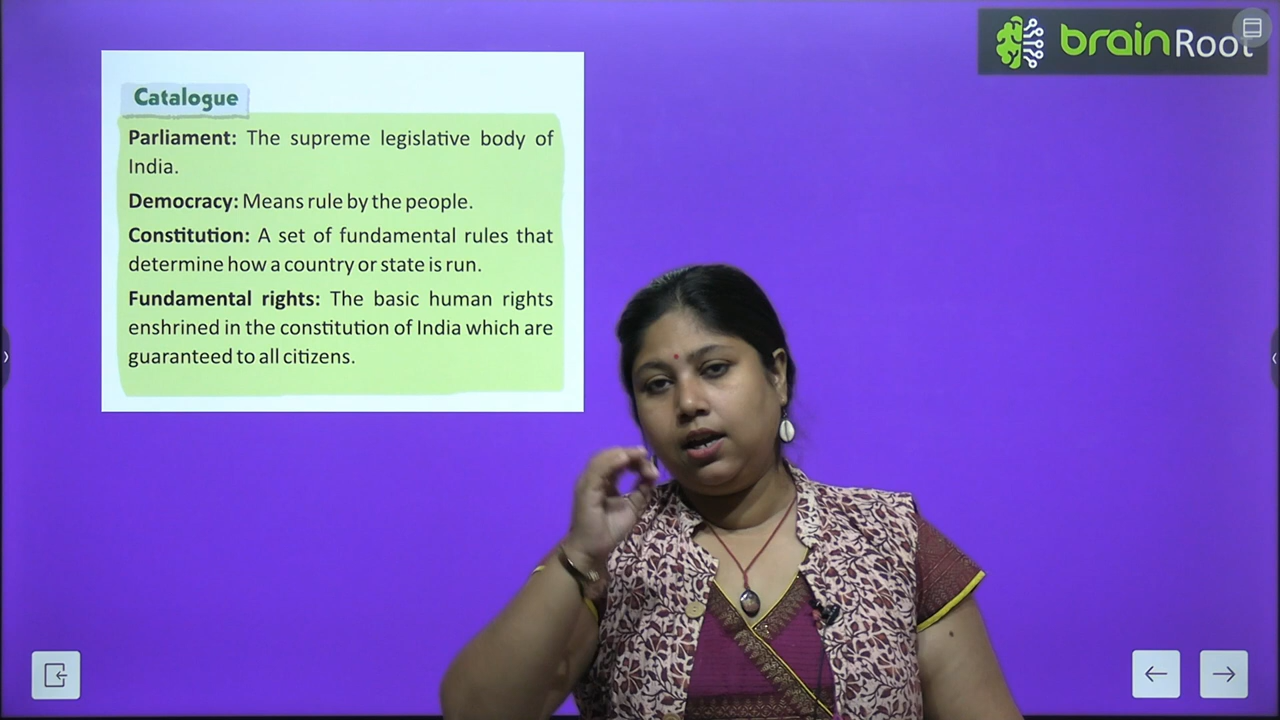 brainRoot
Catalogue
Parliament: The supreme legislative body of
India.
Democracy: Means rule by the people.
Constitution: A set of fundamental rules that
determine how a country or state is run.
Fundamental rights: The basic human rights
enshrined in the constitution of India which are
guaranteed to all citizens.